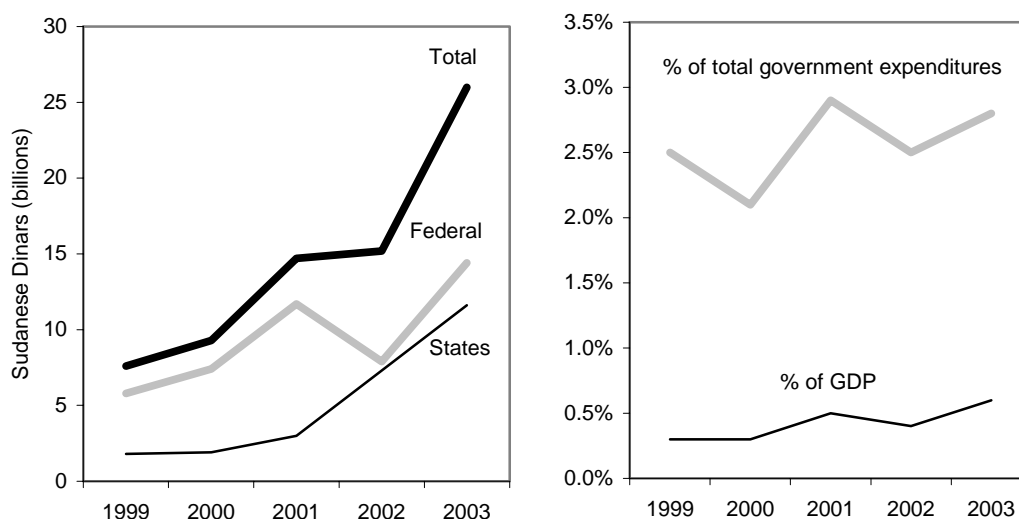 30
25
20
15
10
5
0
Sudanese Dinars (billions)
Total
Federal
States
1999 2000 2001 2002 2003
3.5%
3.0%
2.5%
2.0%
1.5%
1.0%
0.5%
0.0%
% of total government expenditures
% of GDP
1999 2000 2001 2002 2003